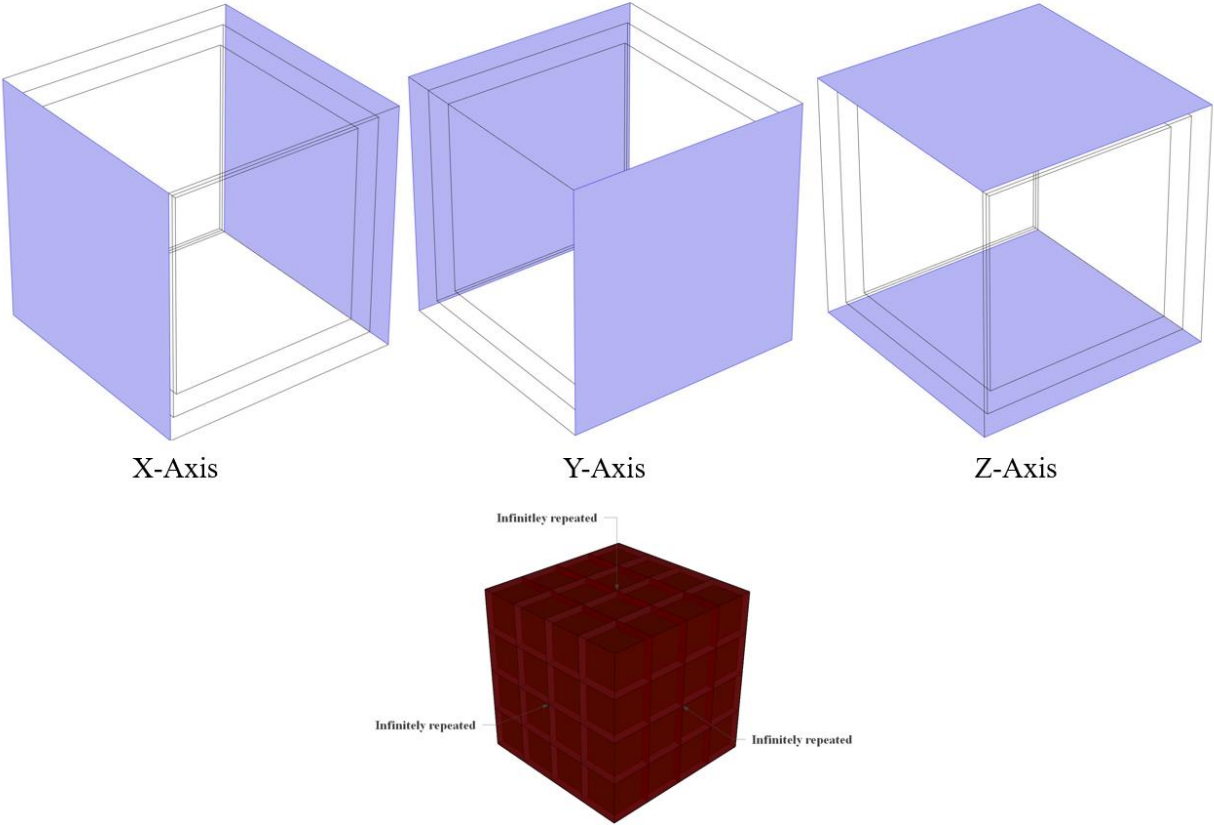 X-Axis
Y-Axis
Z-Axis
Infinitley repeated
Infinitely repeated
Infinitely repeated